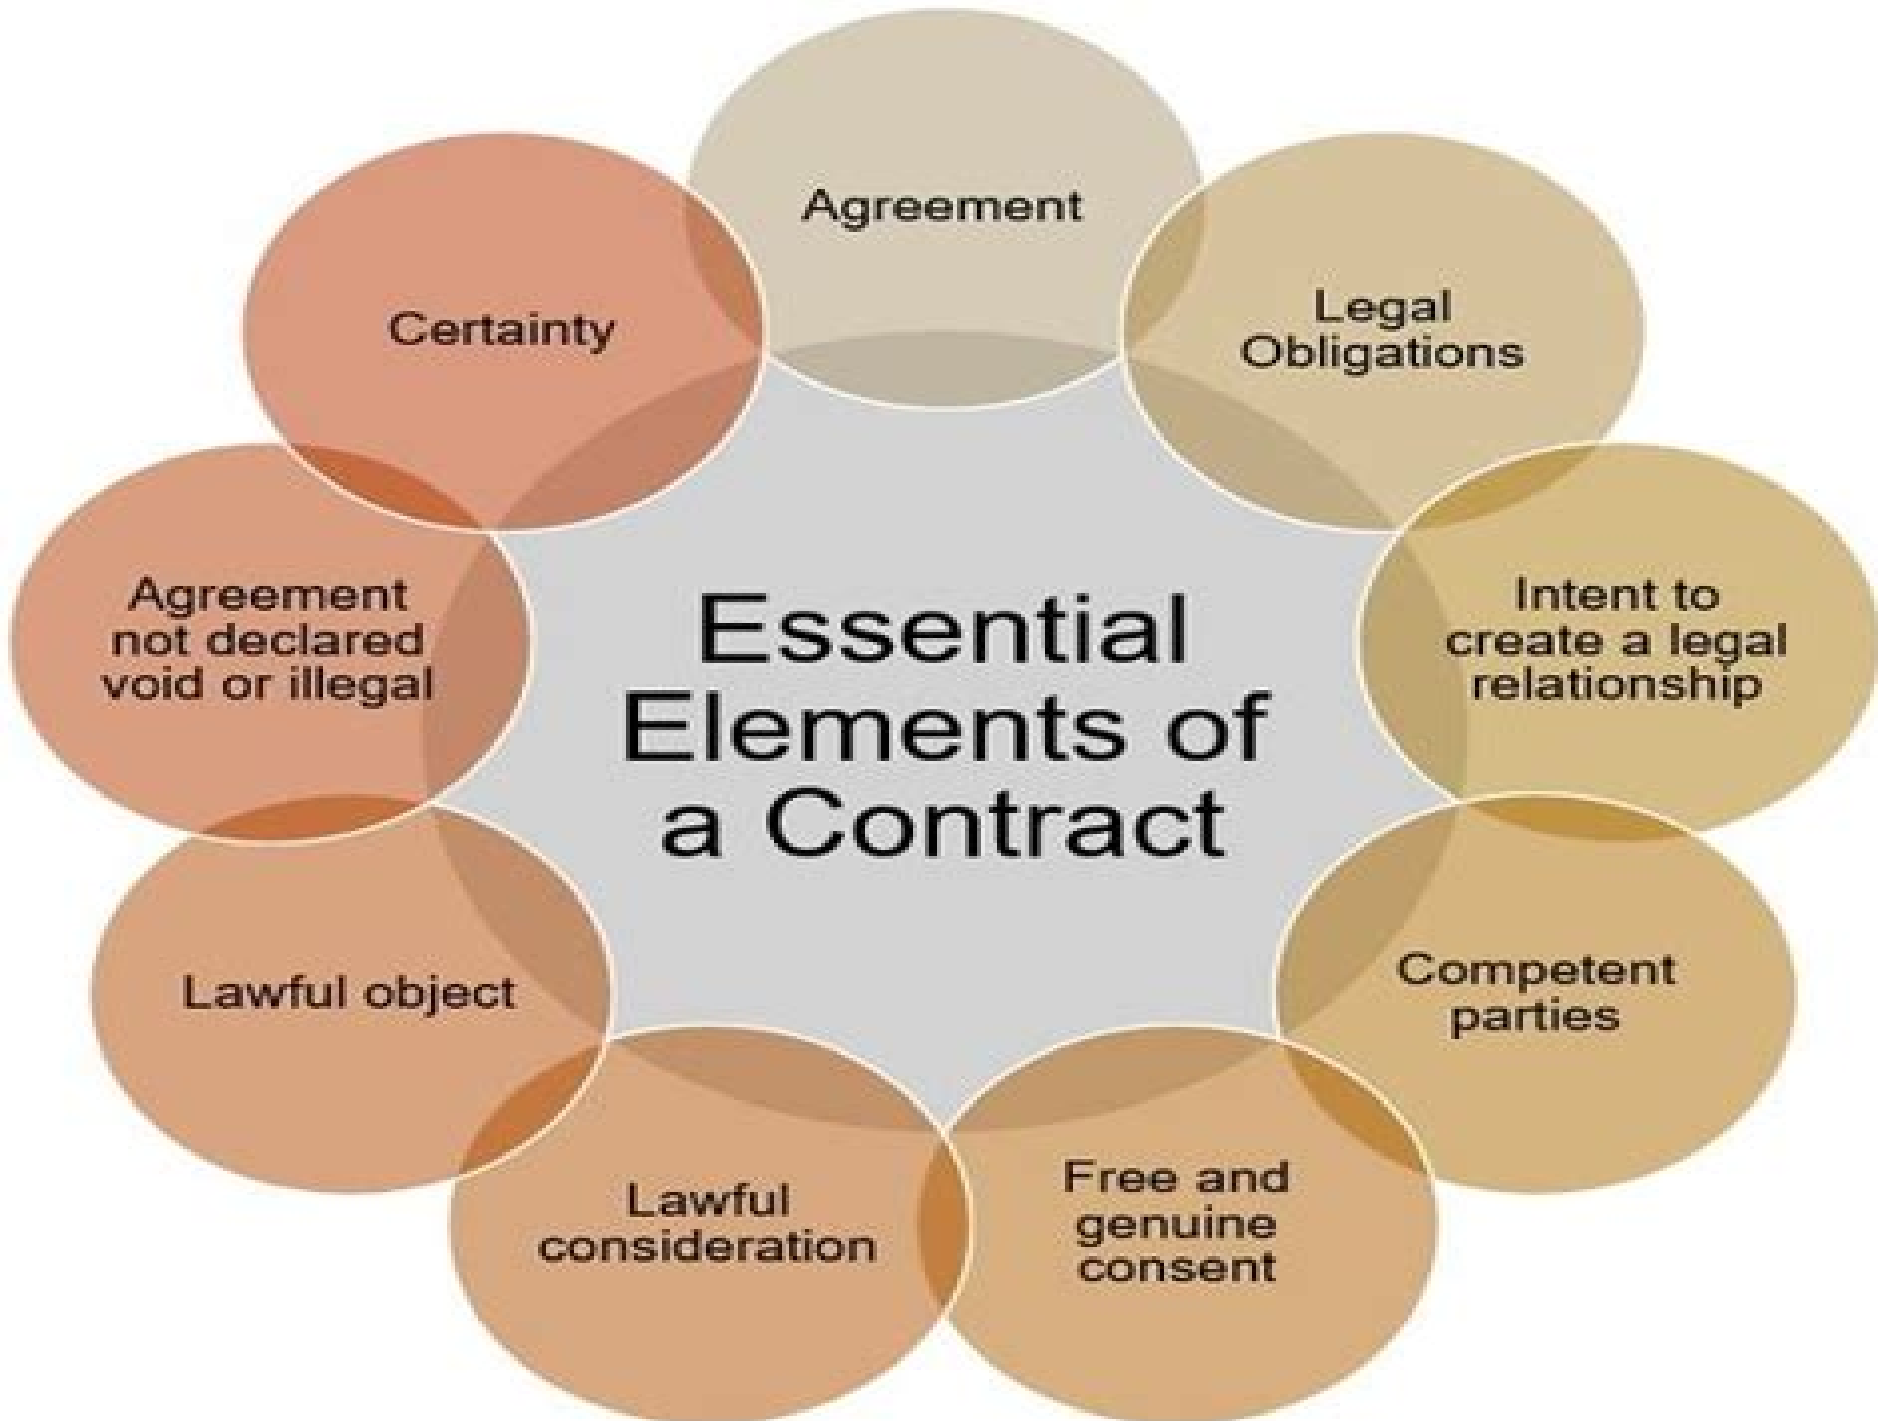 Agreement
Legal
Obligations
Intent to
create a legal
relationship
Competent
parties
Free and
genuine
consent
Lawful
consideration
Lawful object
Agreement
not declared
void or illegal
Certainty
Essential
Elements of
a Contract